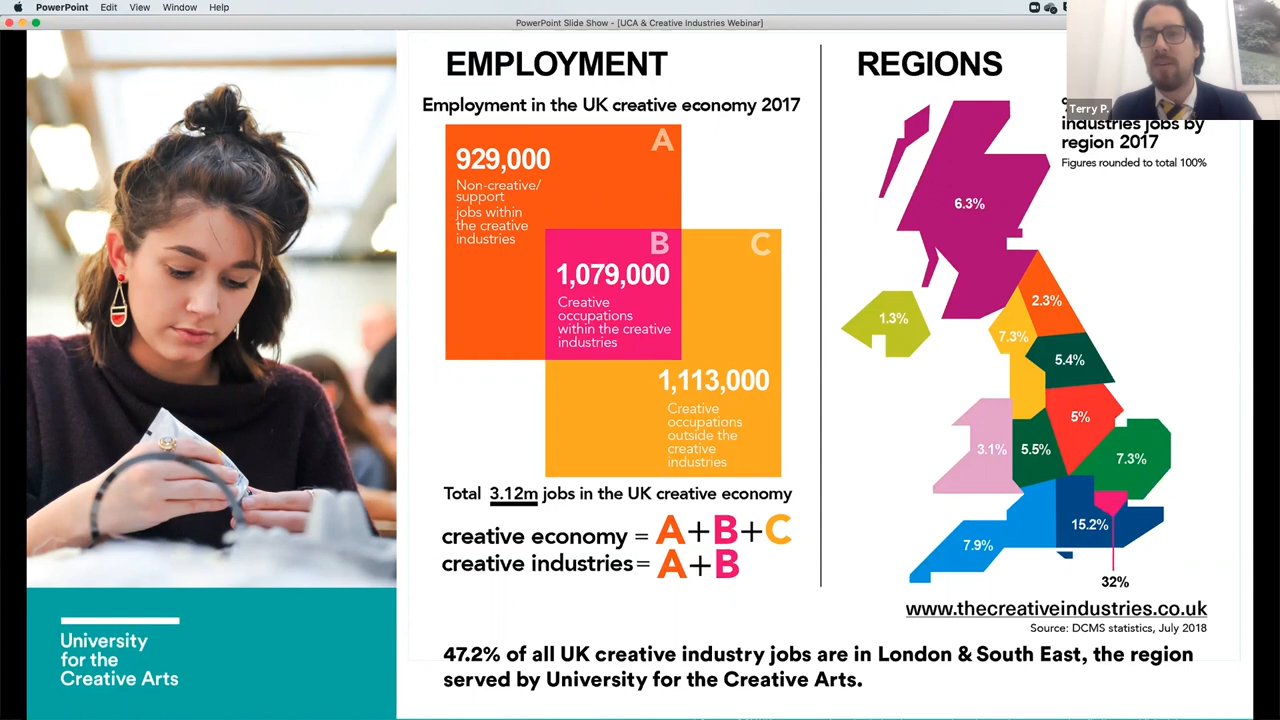 PowerPoint Edit View Window Help
PowerPoint Slide Show - [UCA & Creative Industries Webinar]
Terry P.
EMPLOYMENT
Employment in the UK creative economy 2017
A
929,000
Non-creative/
support
jobs within
the creative
industries
B
1,079,000
Creative
occupations
within the creative
industries
C
1,113,000
Creative
occupations
outside the
creative
industries
Total 3.12m jobs in the UK creative economy
creative economy = A+B+C
creative industries= A+B
REGIONS
industries jobs by
region 2017
Figures rounded to total 100%
6.3%
2.3%
1.3%
7.3%
5.4%
5%
3.1%
5.5%
7.3%
15.2%
7.9%
32%
www.thecreativeindustries.co.uk
Source: DCMS statistics, July 2018
47.2% of all UK creative industry jobs are in London & South East, the region
served by University for the Creative Arts.
University
for the
Creative Arts